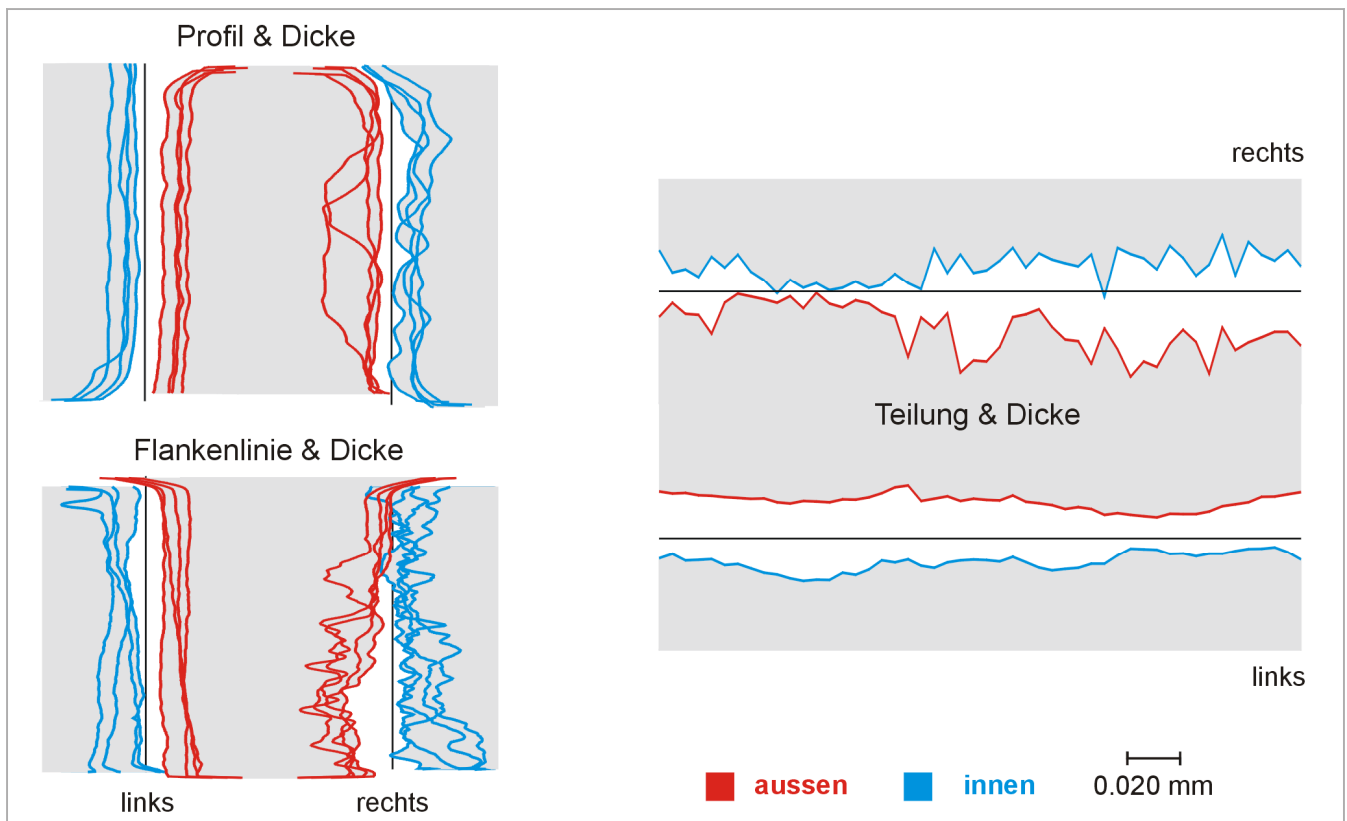 Profil & Dicke
Flankenlinie & Dicke
links
rechts
rechts
Teilung & Dicke
links
aussen
innen
0.020 mm